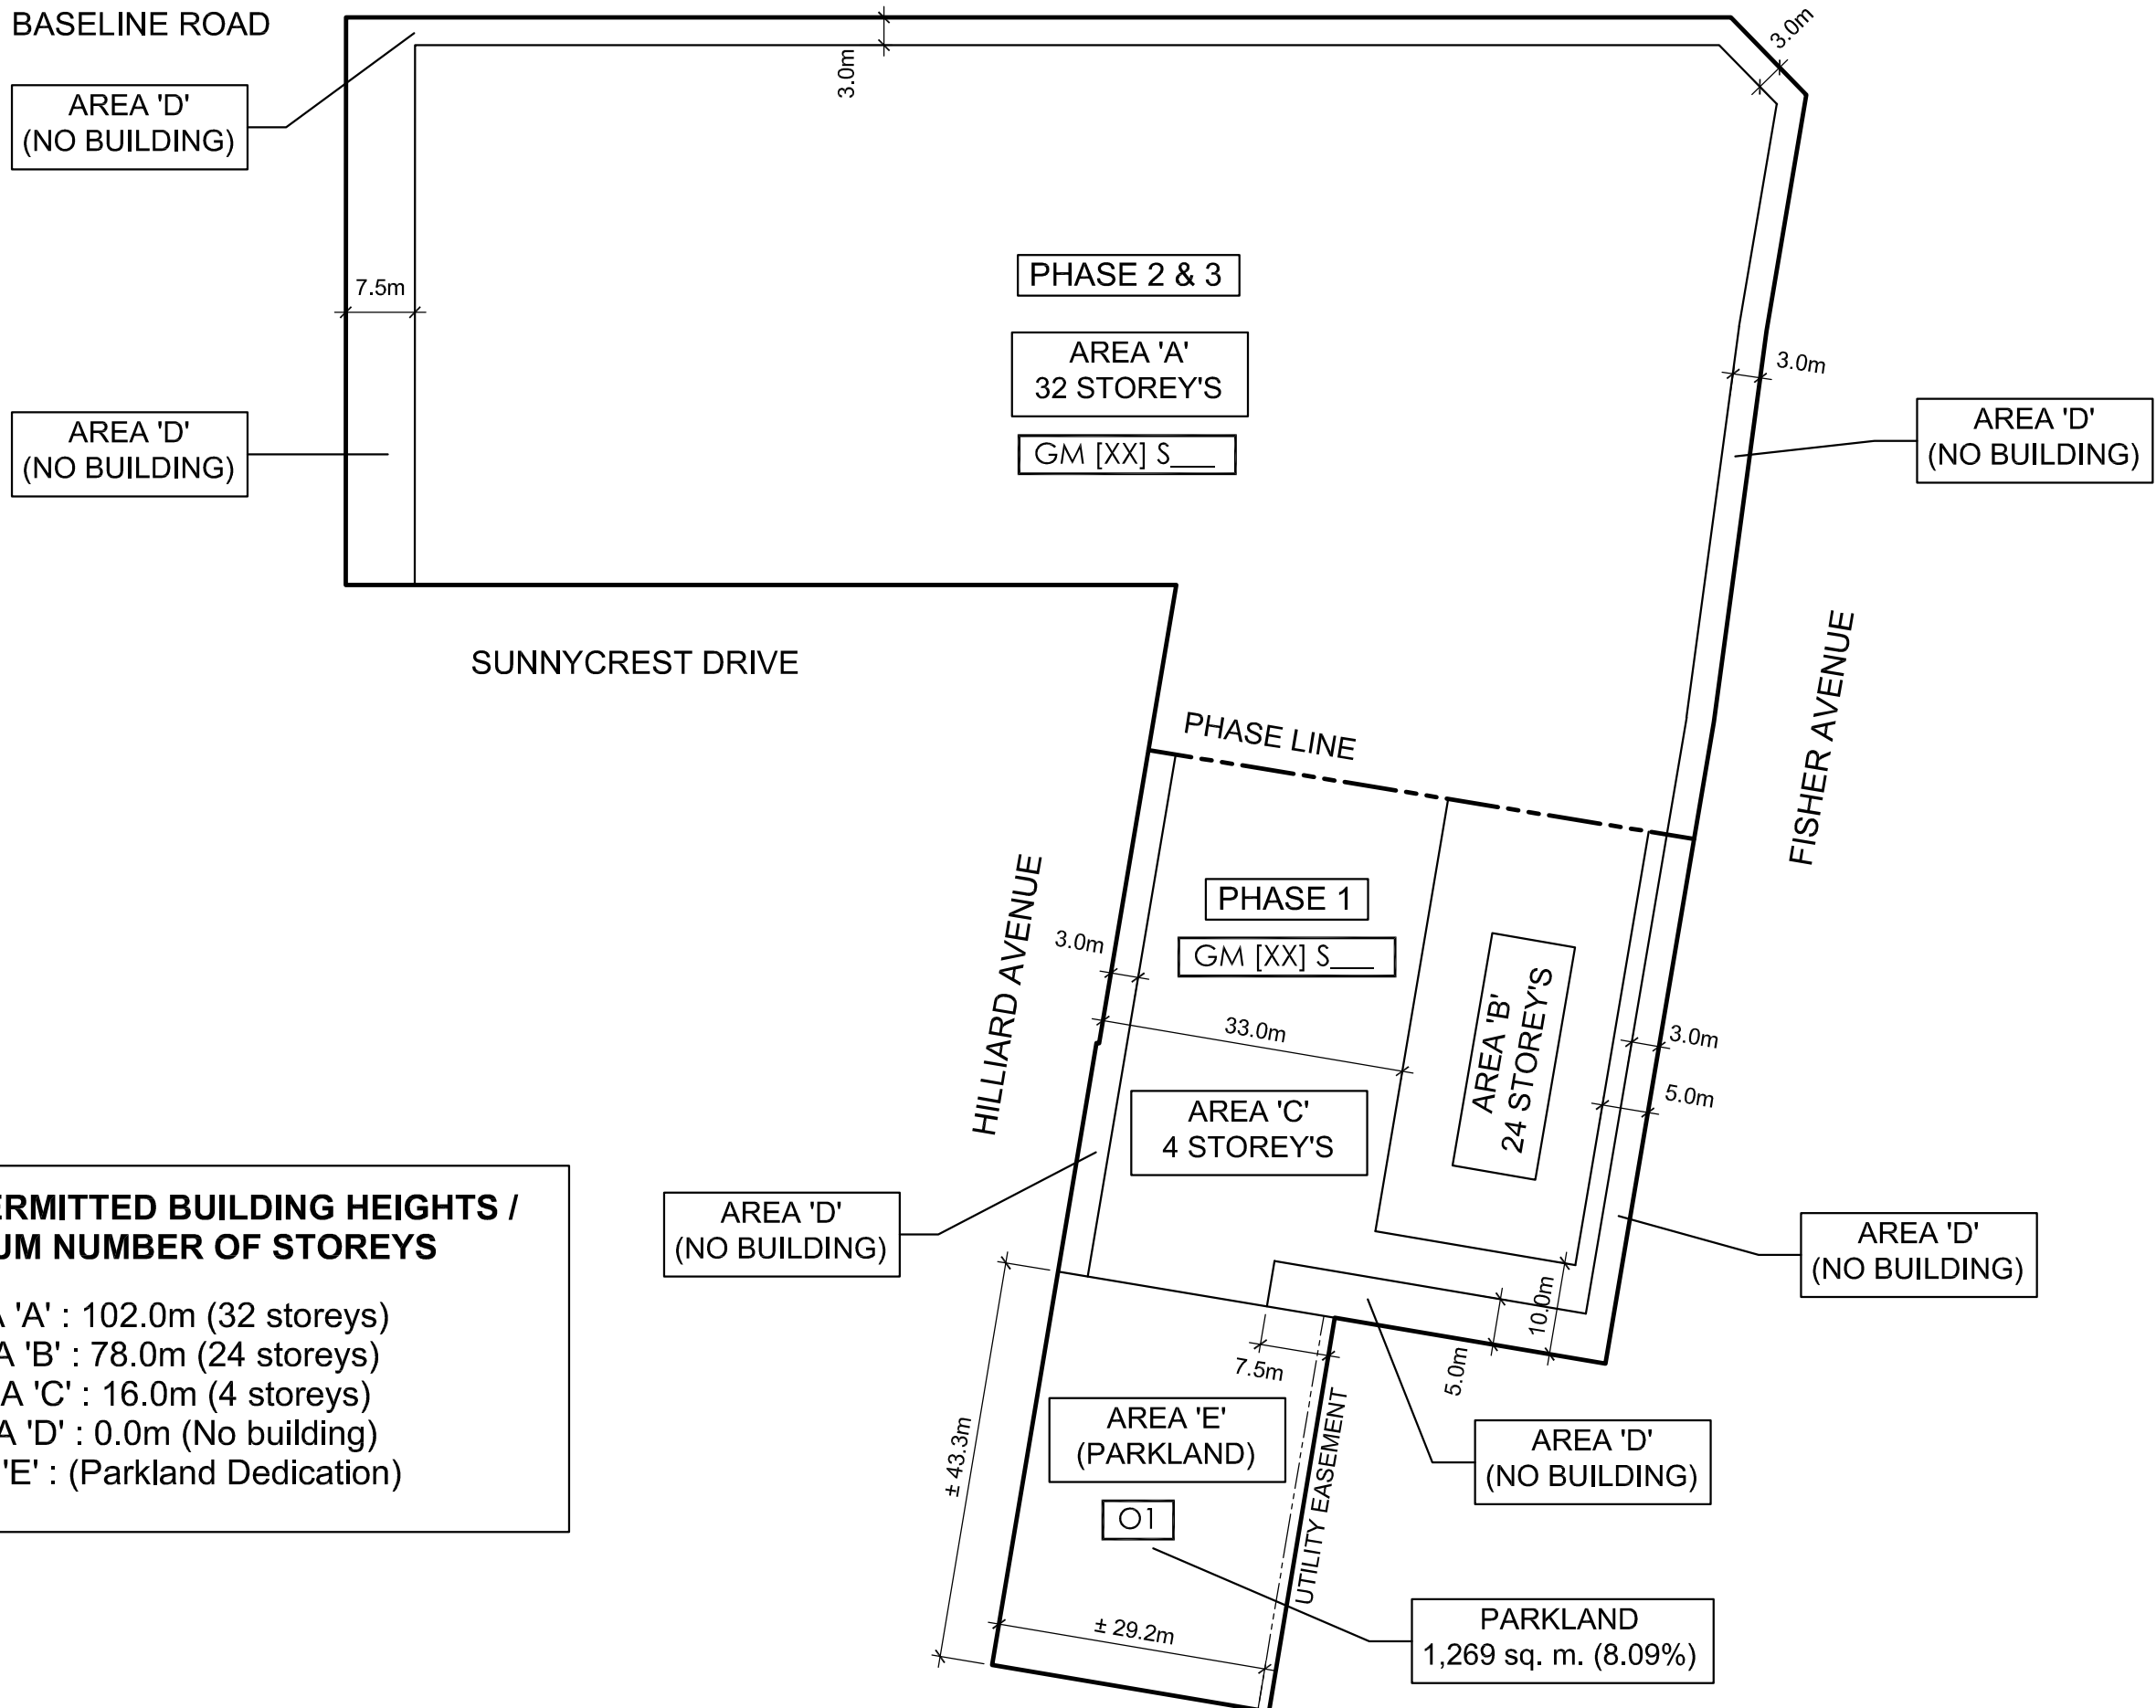 BASELINE ROAD
3.0m
3.0m
AREA 'D'
(NO BUILDING)
7.5m
PHASE 2 & 3
AREA 'A'
32 STOREY'S
GM [XX] S___
3.0m
AREA 'D'
(NO BUILDING)
AREA 'D'
(NO BUILDING)
SUNNYCREST DRIVE
FISHER AVENUE
PHASE LINE
HILLIARD AVENUE
PHASE 1
GM [XX] S___
3.0m
33.0m
AREA 'B'
24 STOREY'S
3.0m
5.0m
AREA 'C'
4 STOREY'S
AREA 'D'
(NO BUILDING)
AREA 'D'
(NO BUILDING)
BUILDING HEIGHTS /
NUMBER OF STOREYS
'A' : 102.0m (32 storeys)
'B' : 78.0m (24 storeys)
'C' : 16.0m (4 storeys)
'D' : 0.0m (No building)
'E' : (Parkland Dedication)
10.0m
5.0m
7.5m
± 43.3m
AREA 'E'
(PARKLAND)
O1
UTILITY EASEMENT
AREA 'D'
(NO BUILDING)
± 29.2m
PARKLAND
1,269 sq. m. (8.09%)